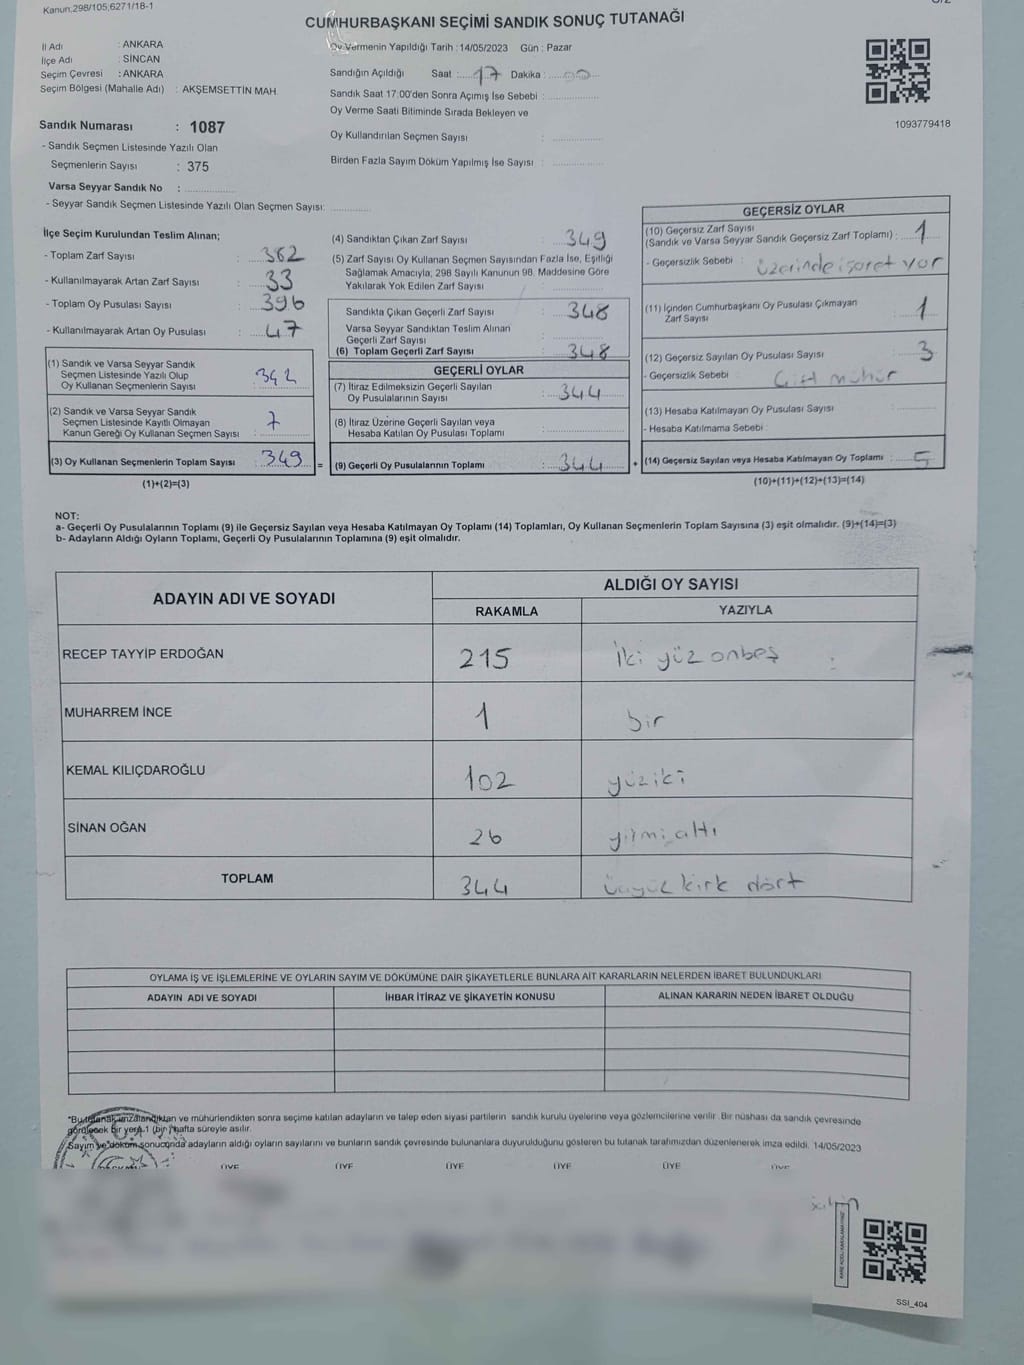 Kanun:298/105,6271/18-1
CUMHURBAŞKANI SEÇİMİ SANDIK SONUÇ TUTANAĞI
İl Adı : ANKARA
İlçe Adı : SİNCAN
Seçim Çevresi : ANKARA
Seçim Bölgesi (Mahalle Adı) : AKŞEMSETTİN MAH.
Oy Vermenin Yapıldığı Tarih : 14/05/2023 Gün : Pazar
Sandığın Açıldığı Saat : 17 Dakika : 00
Sandık Saat 17:00'den Sonra Açımış İse Sebebi :
Oy Verme Saati Bitiminde Sırada Bekleyen ve
Oy Kullandırılan Seçmen Sayısı :
Birden Fazla Sayım Döküm Yapılmış İse Sayısı :
1093779418
Sandık Numarası : 1087
- Sandık Seçmen Listesinde Yazılı Olan
Seçmenlerin Sayısı : 375
Varsa Seyyar Sandık No :
- Seyyar Sandık Seçmen Listesinde Yazılı Olan Seçmen Sayısı:
İlçe Seçim Kurulundan Teslim Alınan;
- Toplam Zarf Sayısı : 382
- Kullanılmayarak Artan Zarf Sayısı : 33
- Toplam Oy Pusulası Sayısı : 396
- Kullanılmayarak Artan Oy Pusulası : 47
(1) Sandık ve Varsa Seyyar Sandık
Seçmen Listesinde Yazılı Olup
Oy Kullanan Seçmenlerin Sayısı : 342
(2) Sandık ve Varsa Seyyar Sandık
Seçmen Listesinde Kayıtlı Olmayan
Kanun Gereği Oy Kullanan Seçmen Sayısı : 7
(3) Oy Kullanan Seçmenlerin Toplam Sayısı : 349 =
(1)+(2)=(3)
(4) Sandıktan Çıkan Zarf Sayısı : 349
(5) Zarf Sayısı Oy Kullanan Seçmen Sayısından Fazla İse, Eşitliği
Sağlamak Amacıyla; 298 Sayılı Kanunun 98. Maddesine Göre
Yakılarak Yok Edilen Zarf Sayısı :
Sandıkta Çıkan Geçerli Zarf Sayısı : 348
Varsa Seyyar Sandıktan Teslim Alınan
Geçerli Zarf Sayısı :
(6) Toplam Geçerli Zarf Sayısı : 348
GEÇERLİ OYLAR
(7) İtiraz Edilmeksizin Geçerli Sayılan
Oy Pusulalarının Sayısı : 344
(8) İtiraz Üzerine Geçerli Sayılan veya
Hesaba Katılan Oy Pusulası Toplamı :
(9) Geçerli Oy Pusulalarının Toplamı : 344 +
GEÇERSİZ OYLAR
(10) Geçersiz Zarf Sayısı
(Sandık ve Varsa Seyyar Sandık Geçersiz Zarf Toplamı) : 1
- Geçersizlik Sebebi : üzerinde işaret var
(11) İçinden Cumhurbaşkanı Oy Pusulası Çıkmayan
Zarf Sayısı : 1
(12) Geçersiz Sayılan Oy Pusulası Sayısı : 3
- Geçersizlik Sebebi : Çift mühür
(13) Hesaba Katılmayan Oy Pusulası Sayısı :
- Hesaba Katılmama Sebebi :
(14) Geçersiz Sayılan veya Hesaba Katılmayan Oy Toplamı : 5
(10)+(11)+(12)+(13)=(14)
NOT:
a- Geçerli Oy Pusulalarının Toplamı (9) ile Geçersiz Sayılan veya Hesaba Katılmayan Oy Toplamı (14) Toplamları, Oy Kullanan Seçmenlerin Toplam Sayısına (3) eşit olmalıdır. (9)+(14)=(3)
b- Adayların Aldığı Oyların Toplamı, Geçerli Oy Pusulalarının Toplamına (9) eşit olmalıdır.
ADAYIN ADI VE SOYADI ALDIĞI OY SAYISI
RAKAMLA YAZIYLA
RECEP TAYYİP ERDOĞAN 215 İki yüz onbeş
MUHARREM İNCE 1 bir
KEMAL KILIÇDAROĞLU 102 yüziki
SİNAN OĞAN 26 yirmialtı
TOPLAM 344 üçyüz kırk dört
OYLAMA İŞ VE İŞLEMLERİNE VE OYLARIN SAYIM VE DÖKÜMÜNE DAİR ŞİKAYETLERLE BUNLARA AİT KARARLARIN NELERDEN İBARET BULUNDUKLARI
ADAYIN ADI VE SOYADI İHBAR İTİRAZ VE ŞİKAYETİN KONUSU ALINAN KARARIN NEDEN İBARET OLDUĞU
*Bu tutanak imzalandıktan ve mühürlendikten sonra seçime katılan adayların ve talep eden siyasi partilerin sandık kurulu üyelerine veya gözlemcilerine verilir. Bir nüshası da sandık çevresinde
görülecek bir yere 1 (bir) hafta süreyle asılır.
Sayım ve döküm sonucunda adayların aldığı oyların sayılarını ve bunların sandık çevresinde bulunanlara duyurulduğunu gösteren bu tutanak tarafımızdan düzenlenerek imza edildi. 14/05/2023
ÜYE ÜYE ÜYE ÜYE ÜYE ÜYE
SSI_404